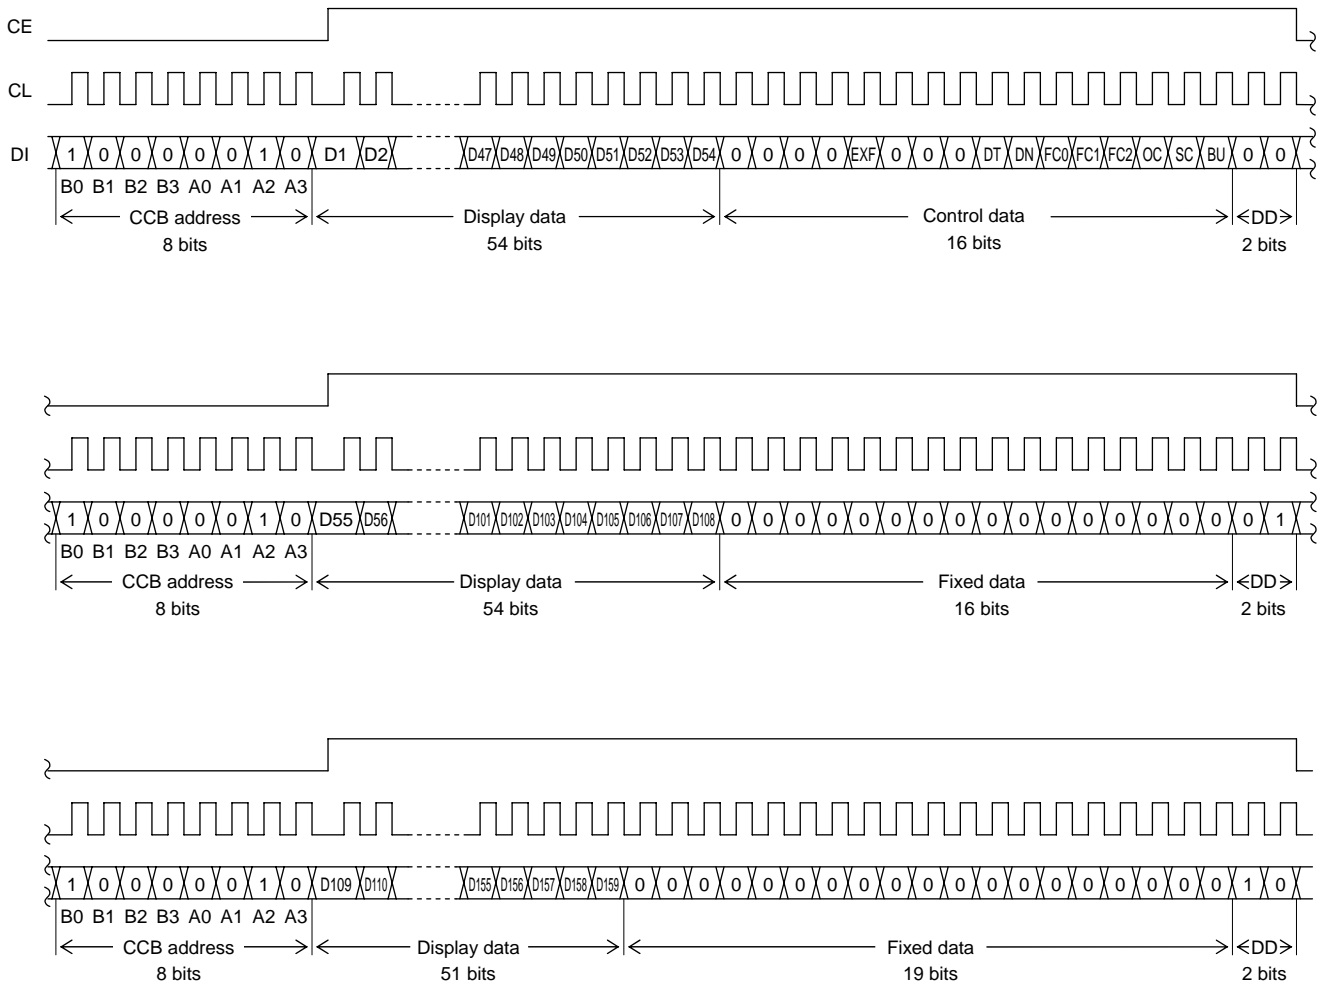 CE
CL
DI 1 0 0 0 0 0 1 0 D1 D2 D47 D48 D49 D50 D51 D52 D53 D54 0 0 0 0 EXF 0 0 0 DT DN FC0 FC1 FC2 OC SC BU 0 0
B0 B1 B2 B3 A0 A1 A2 A3
CCB address Display data Control data DD
8 bits 54 bits 16 bits 2 bits
1 0 0 0 0 0 1 0 D55 D56 D101 D102 D103 D104 D105 D106 D107 D108 0 0 0 0 0 0 0 0 0 0 0 0 0 0 0 0 0 1
B0 B1 B2 B3 A0 A1 A2 A3
CCB address Display data Fixed data DD
8 bits 54 bits 16 bits 2 bits
1 0 0 0 0 0 1 0 D109 D110 D155 D156 D157 D158 D159 0 0 0 0 0 0 0 0 0 0 0 0 0 0 0 0 0 0 0 1 0
B0 B1 B2 B3 A0 A1 A2 A3
CCB address Display data Fixed data DD
8 bits 51 bits 19 bits 2 bits